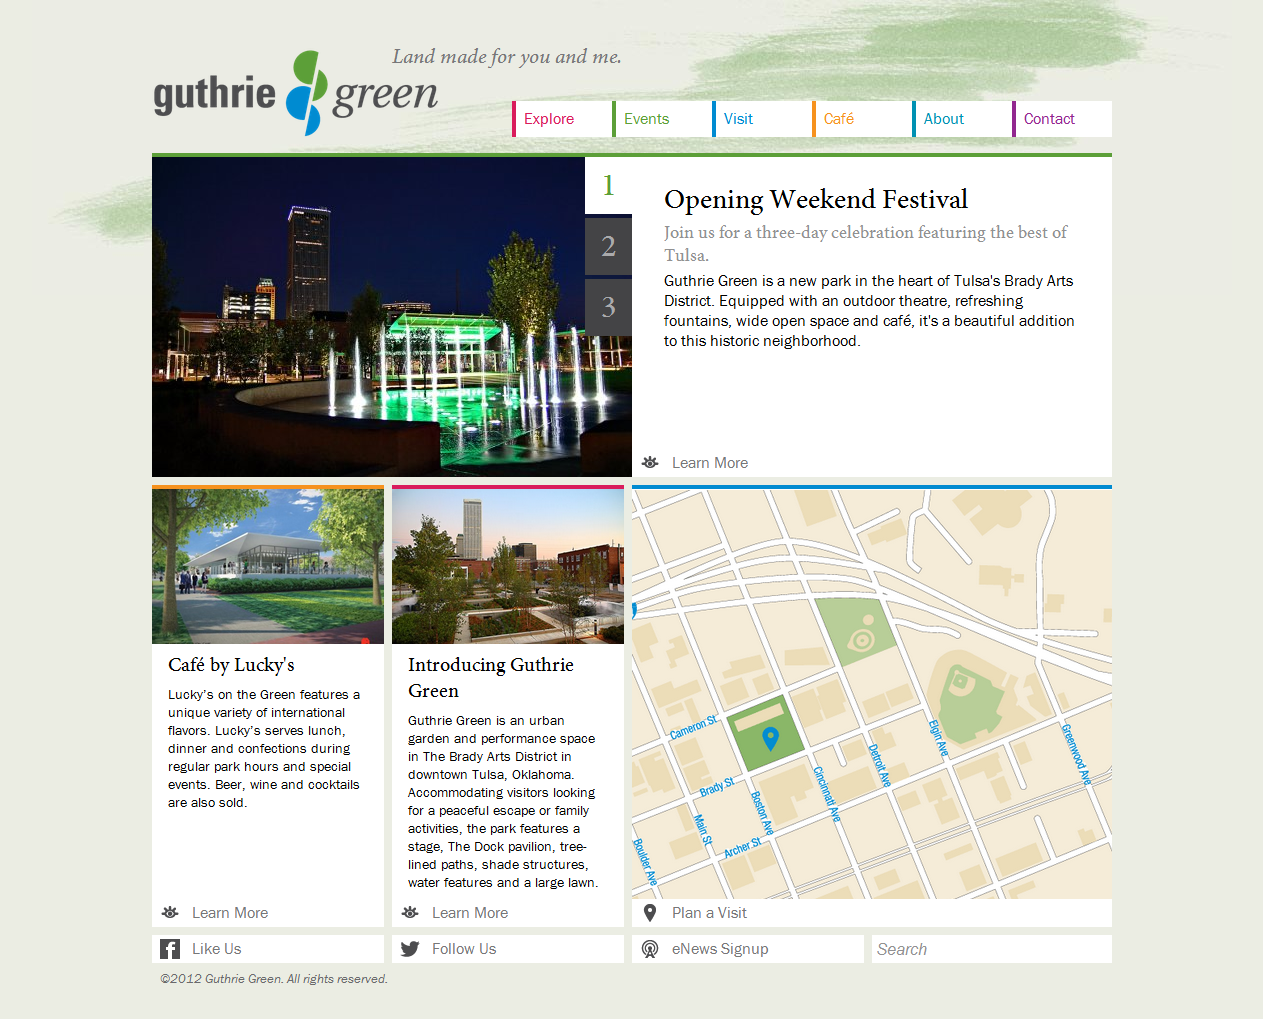 Land made for you and me.
guthrie green
Explore
Events
Visit
Café
About
Contact
1
2
3
Opening Weekend Festival
Join us for a three-day celebration featuring the best of
Tulsa.
Guthrie Green is a new park in the heart of Tulsa's Brady Arts
District. Equipped with an outdoor theatre, refreshing
fountains, wide open space and café, it's a beautiful addition
to this historic neighborhood.
Learn More
Café by Lucky's
Lucky's on the Green features a
unique variety of international
flavors. Lucky's serves lunch,
dinner and confections during
regular park hours and special
events. Beer, wine and cocktails
are also sold.
Learn More
Introducing Guthrie
Green
Guthrie Green is an urban
garden and performance space
in The Brady Arts District in
downtown Tulsa, Oklahoma.
Accommodating visitors looking
for a peaceful escape or family
activities, the park features a
stage, The Dock pavilion, tree-
lined paths, shade structures,
water features and a large lawn.
Learn More
Cameron St
Brady St
Archer St
Boulder Ave
Main St
Boston Ave
Cincinnati Ave
Detroit Ave
Elgin Ave
Greenwood Ave
Plan a Visit
Like Us
Follow Us
eNews Signup
Search
©2012 Guthrie Green. All rights reserved.